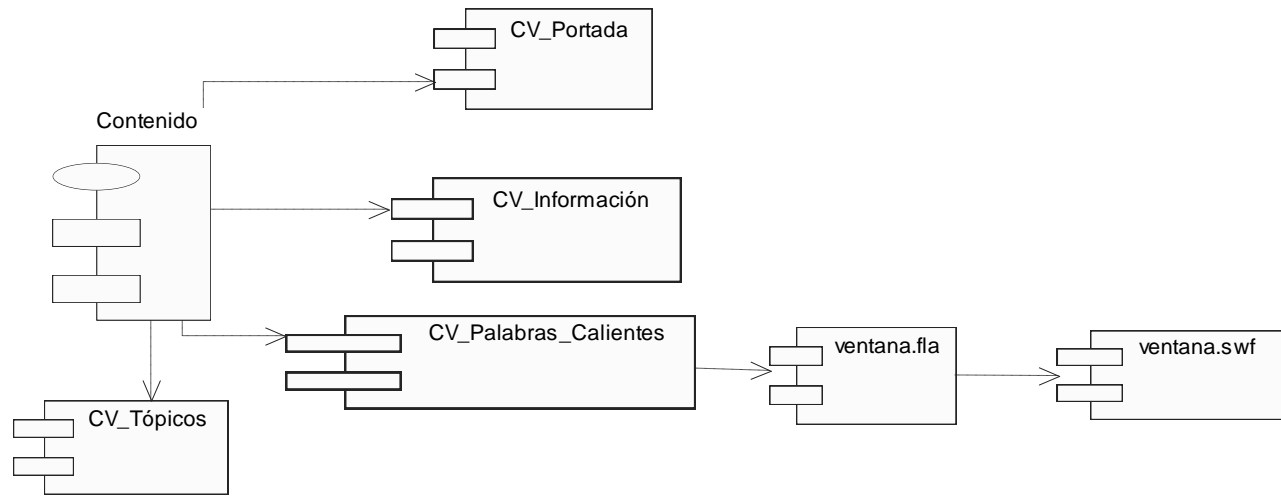 CV_Portada
Contenido
CV_Información
CV_Palabras_Calientes
ventana.fla
ventana.swf
CV_Tópicos